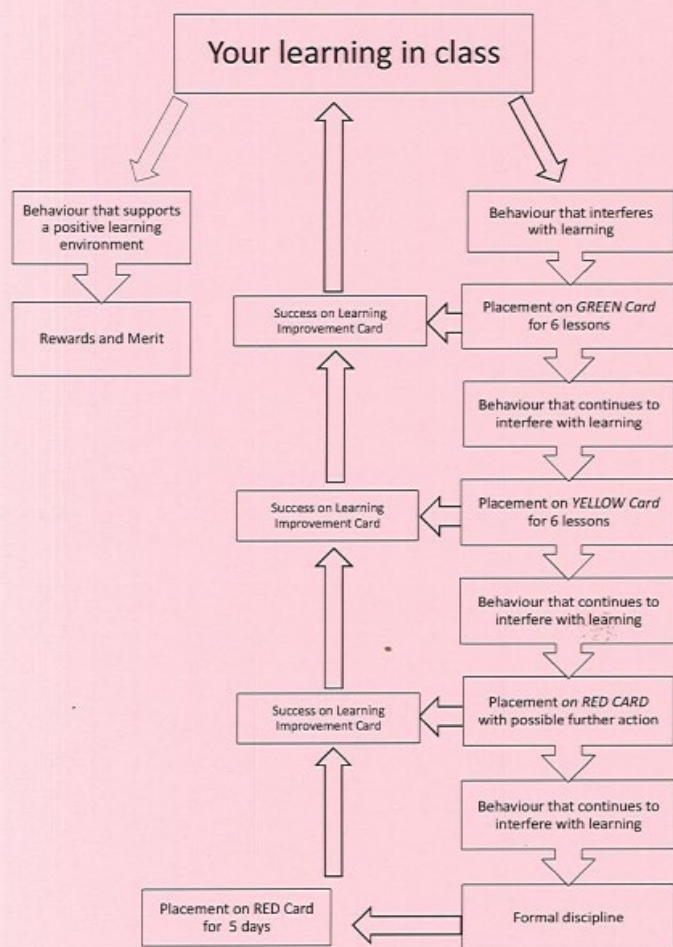 Your learning in class
Behaviour that supports
a positive learning
environment
Rewards and Merit
Behaviour that interferes
with learning
Placement on GREEN Card
for 6 lessons
Success on Learning
Improvement Card
Behaviour that continues to
interfere with learning
Placement on YELLOW Card
for 6 lessons
Success on Learning
Improvement Card
Behaviour that continues to
interfere with learning
Placement on RED CARD
with possible further action
Success on Learning
Improvement Card
Behaviour that continues to
interfere with learning
Formal discipline
Placement on RED Card
for 5 days